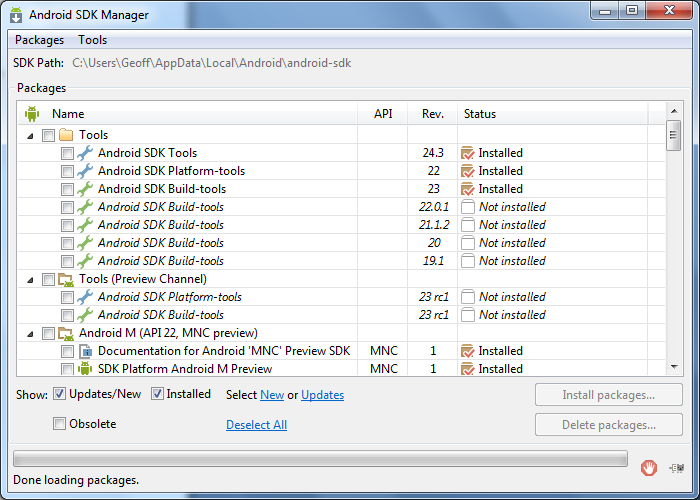 Android SDK Manager
Packages Tools
SDK Path: C:\Users\Geoff\AppData\Local\Android\android-sdk
Packages
Name API Rev. Status
Tools
Android SDK Tools 24.3 Installed
Android SDK Platform-tools 22 Installed
Android SDK Build-tools 23 Installed
Android SDK Build-tools 22.0.1 Not installed
Android SDK Build-tools 21.1.2 Not installed
Android SDK Build-tools 20 Not installed
Android SDK Build-tools 19.1 Not installed
Tools (Preview Channel)
Android SDK Platform-tools 23 rc1 Not installed
Android SDK Build-tools 23 rc1 Not installed
Android M (API 22, MNC preview)
Documentation for Android 'MNC' Preview SDK MNC 1 Installed
SDK Platform Android M Preview MNC 1 Installed
Show: Updates/New Installed Select New or Updates Install packages...
Obsolete Deselect All Delete packages...
Done loading packages.